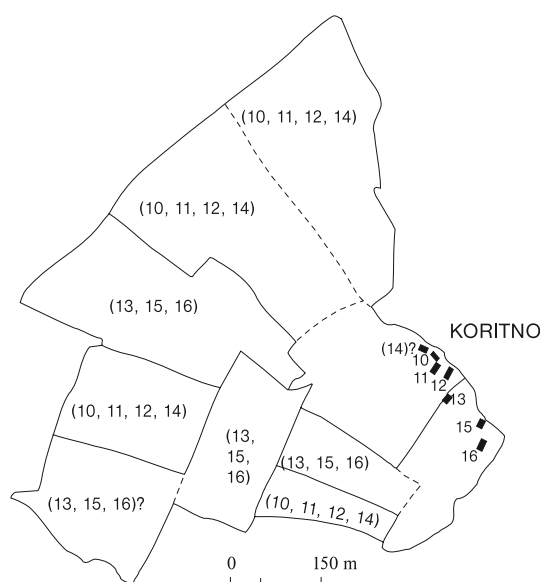 (10, 11, 12, 14)
(10, 11, 12, 14)
(13, 15, 16)
KORITNO
(14)?
10
11
12
13
15
16
(10, 11, 12, 14)
(13,
15,
16)
(13, 15, 16)
(13, 15, 16)?
(10, 11, 12, 14)
0 150 m